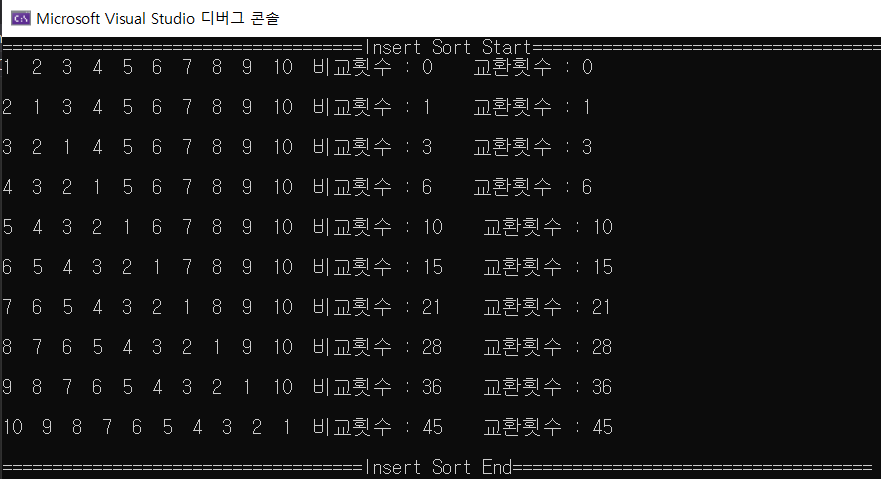 Microsoft Visual Studio 디버그 콘솔
====================================Insert Sort Start===================================
1 2 3 4 5 6 7 8 9 10 비교횟수 : 0 교환횟수 : 0
2 1 3 4 5 6 7 8 9 10 비교횟수 : 1 교환횟수 : 1
3 2 1 4 5 6 7 8 9 10 비교횟수 : 3 교환횟수 : 3
4 3 2 1 5 6 7 8 9 10 비교횟수 : 6 교환횟수 : 6
5 4 3 2 1 6 7 8 9 10 비교횟수 : 10 교환횟수 : 10
6 5 4 3 2 1 7 8 9 10 비교횟수 : 15 교환횟수 : 15
7 6 5 4 3 2 1 8 9 10 비교횟수 : 21 교환횟수 : 21
8 7 6 5 4 3 2 1 9 10 비교횟수 : 28 교환횟수 : 28
9 8 7 6 5 4 3 2 1 10 비교횟수 : 36 교환횟수 : 36
10 9 8 7 6 5 4 3 2 1 비교횟수 : 45 교환횟수 : 45
====================================Insert Sort End====================================